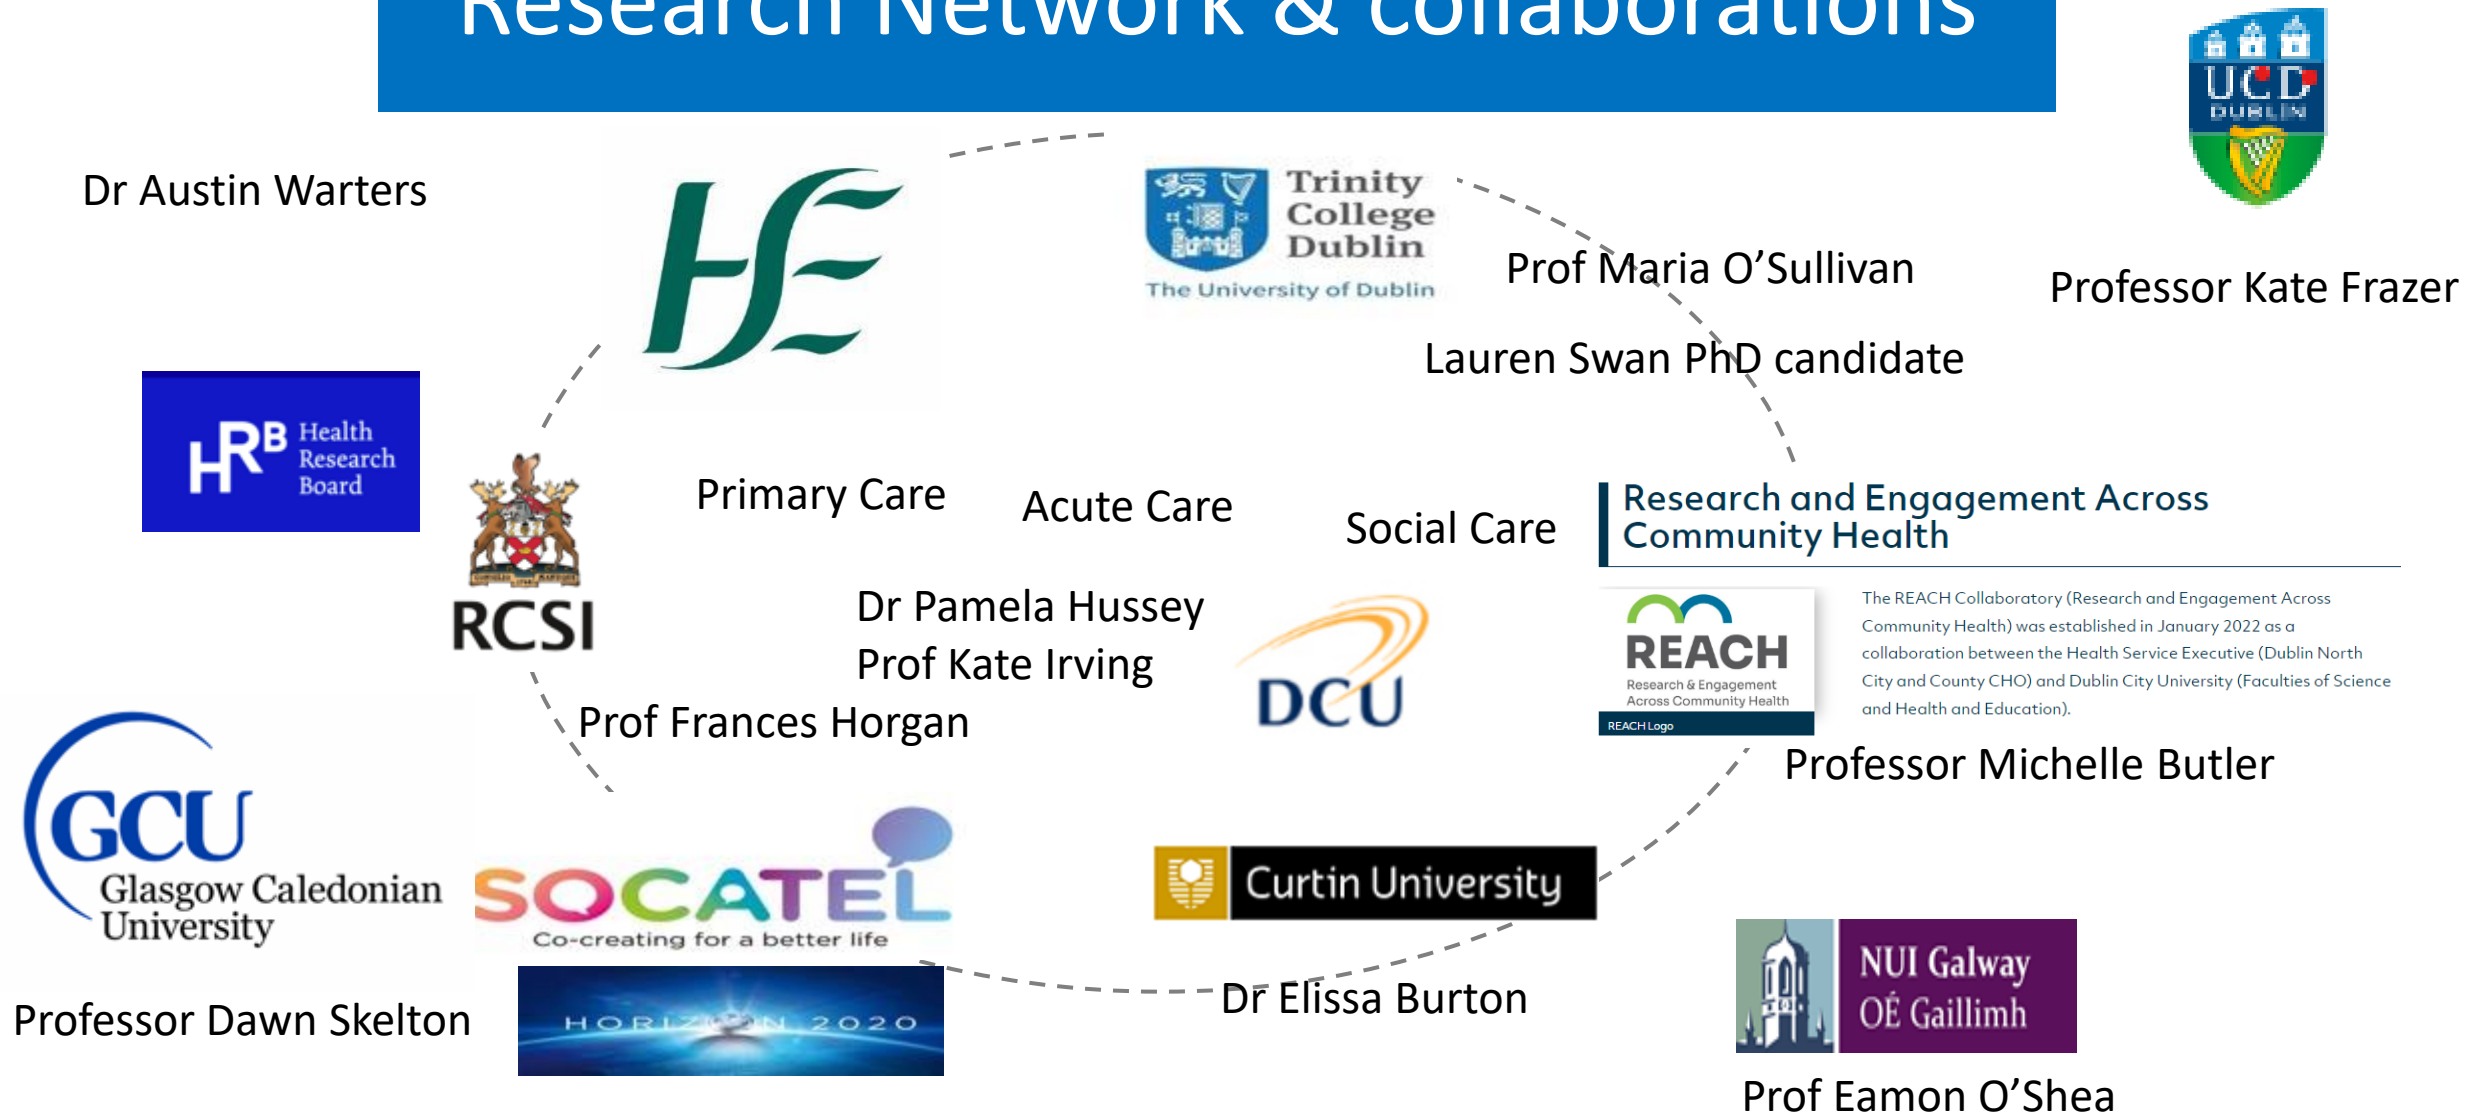 Research Network & collaborations
UCD
DUBLIN
Dr Austin Warters
HSE
Trinity
College
Dublin
The University of Dublin
Prof Maria O’Sullivan
Professor Kate Frazer
Lauren Swan PhD candidate
HRB Health
Research
Board
RCSI
Primary Care
Acute Care
Social Care
Research and Engagement Across
Community Health
Dr Pamela Hussey
Prof Kate Irving
DCU
REACH
Research & Engagement
Across Community Health
REACH Logo
The REACH Collaboratory (Research and Engagement Across
Community Health) was established in January 2022 as a
collaboration between the Health Service Executive (Dublin North
City and County CHO) and Dublin City University (Faculties of Science
and Health and Education).
Prof Frances Horgan
Professor Michelle Butler
GCU
Glasgow Caledonian
University
SOCATEL
Co-creating for a better life
Curtin University
Professor Dawn Skelton
HORIZON 2020
Dr Elissa Burton
NUI Galway
OÉ Gaillimh
Prof Eamon O’Shea